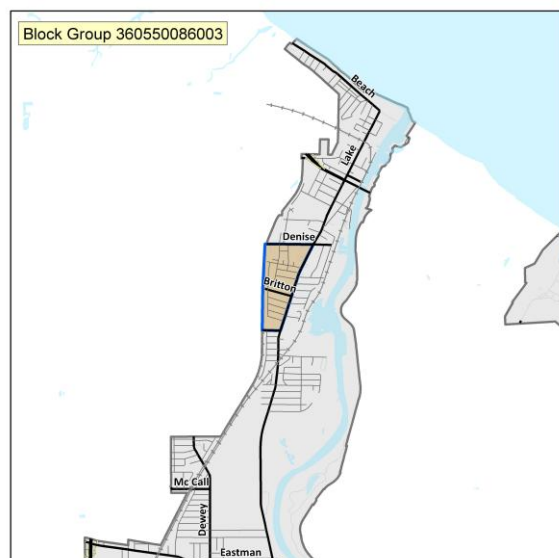 Block Group 360550086003
Beach
Lake
Denise
Britton
Mc Call
Dewey
Eastman